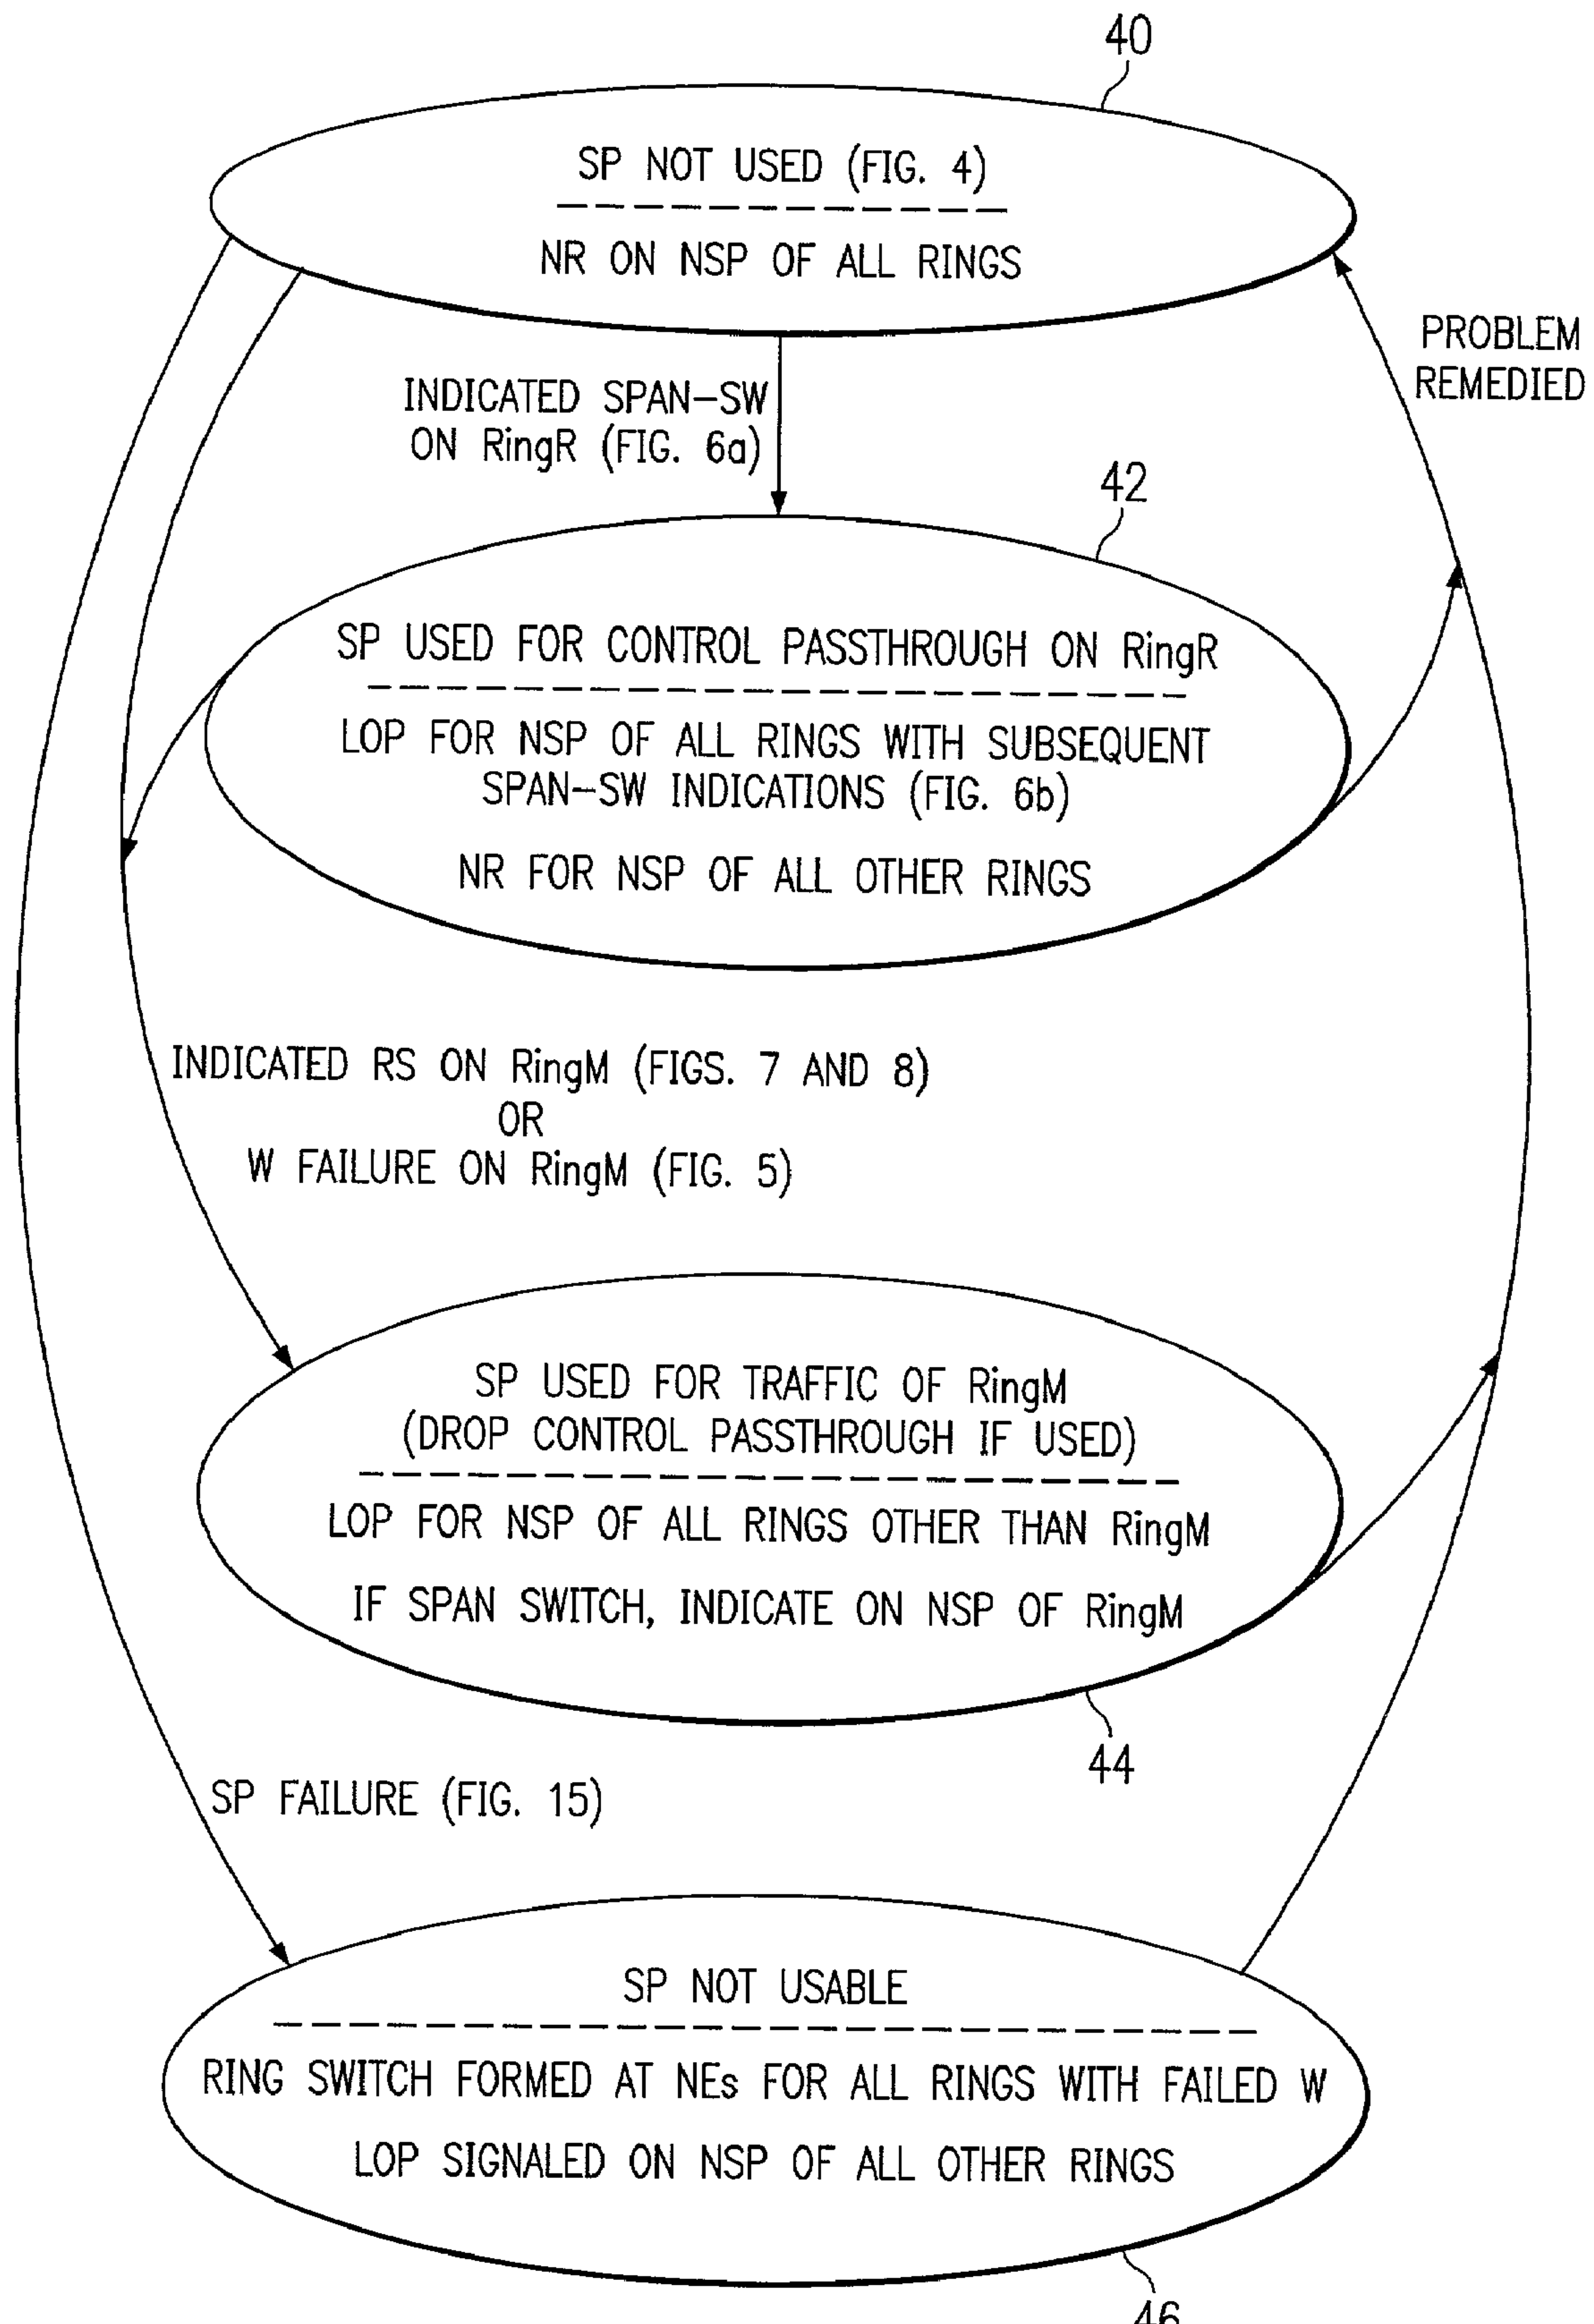 40
SP NOT USED (FIG. 4)
NR ON NSP OF ALL RINGS
PROBLEM
REMEDIED
INDICATED SPAN-SW
ON RingR (FIG. 6a)
42
SP USED FOR CONTROL PASSTHROUGH ON RingR
LOP FOR NSP OF ALL RINGS WITH SUBSEQUENT
SPAN-SW INDICATIONS (FIG. 6b)
NR FOR NSP OF ALL OTHER RINGS
INDICATED RS ON RingM (FIGS. 7 AND 8)
OR
W FAILURE ON RingM (FIG. 5)
SP USED FOR TRAFFIC OF RingM
(DROP CONTROL PASSTHROUGH IF USED)
LOP FOR NSP OF ALL RINGS OTHER THAN RingM
IF SPAN SWITCH, INDICATE ON NSP OF RingM
44
SP FAILURE (FIG. 15)
SP NOT USABLE
RING SWITCH FORMED AT NEs FOR ALL RINGS WITH FAILED W
LOP SIGNALED ON NSP OF ALL OTHER RINGS
46